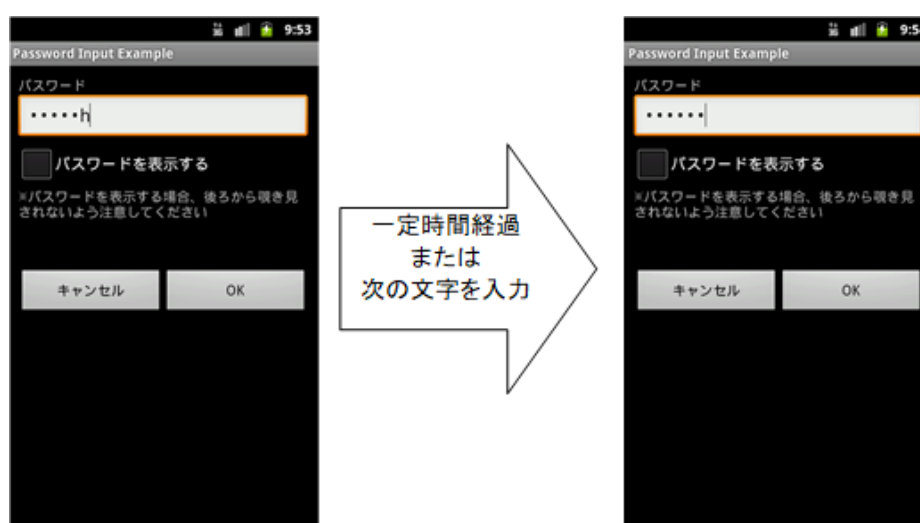 9:53
Password Input Example
パスワード
•••••h
パスワードを表示する
※パスワードを表示する場合、後ろから覗き見
されないよう注意してください
キャンセル
OK
一定時間経過
または
次の文字を入力
9:54
Password Input Example
パスワード
••••••
パスワードを表示する
※パスワードを表示する場合、後ろから覗き見
されないよう注意してください
キャンセル
OK